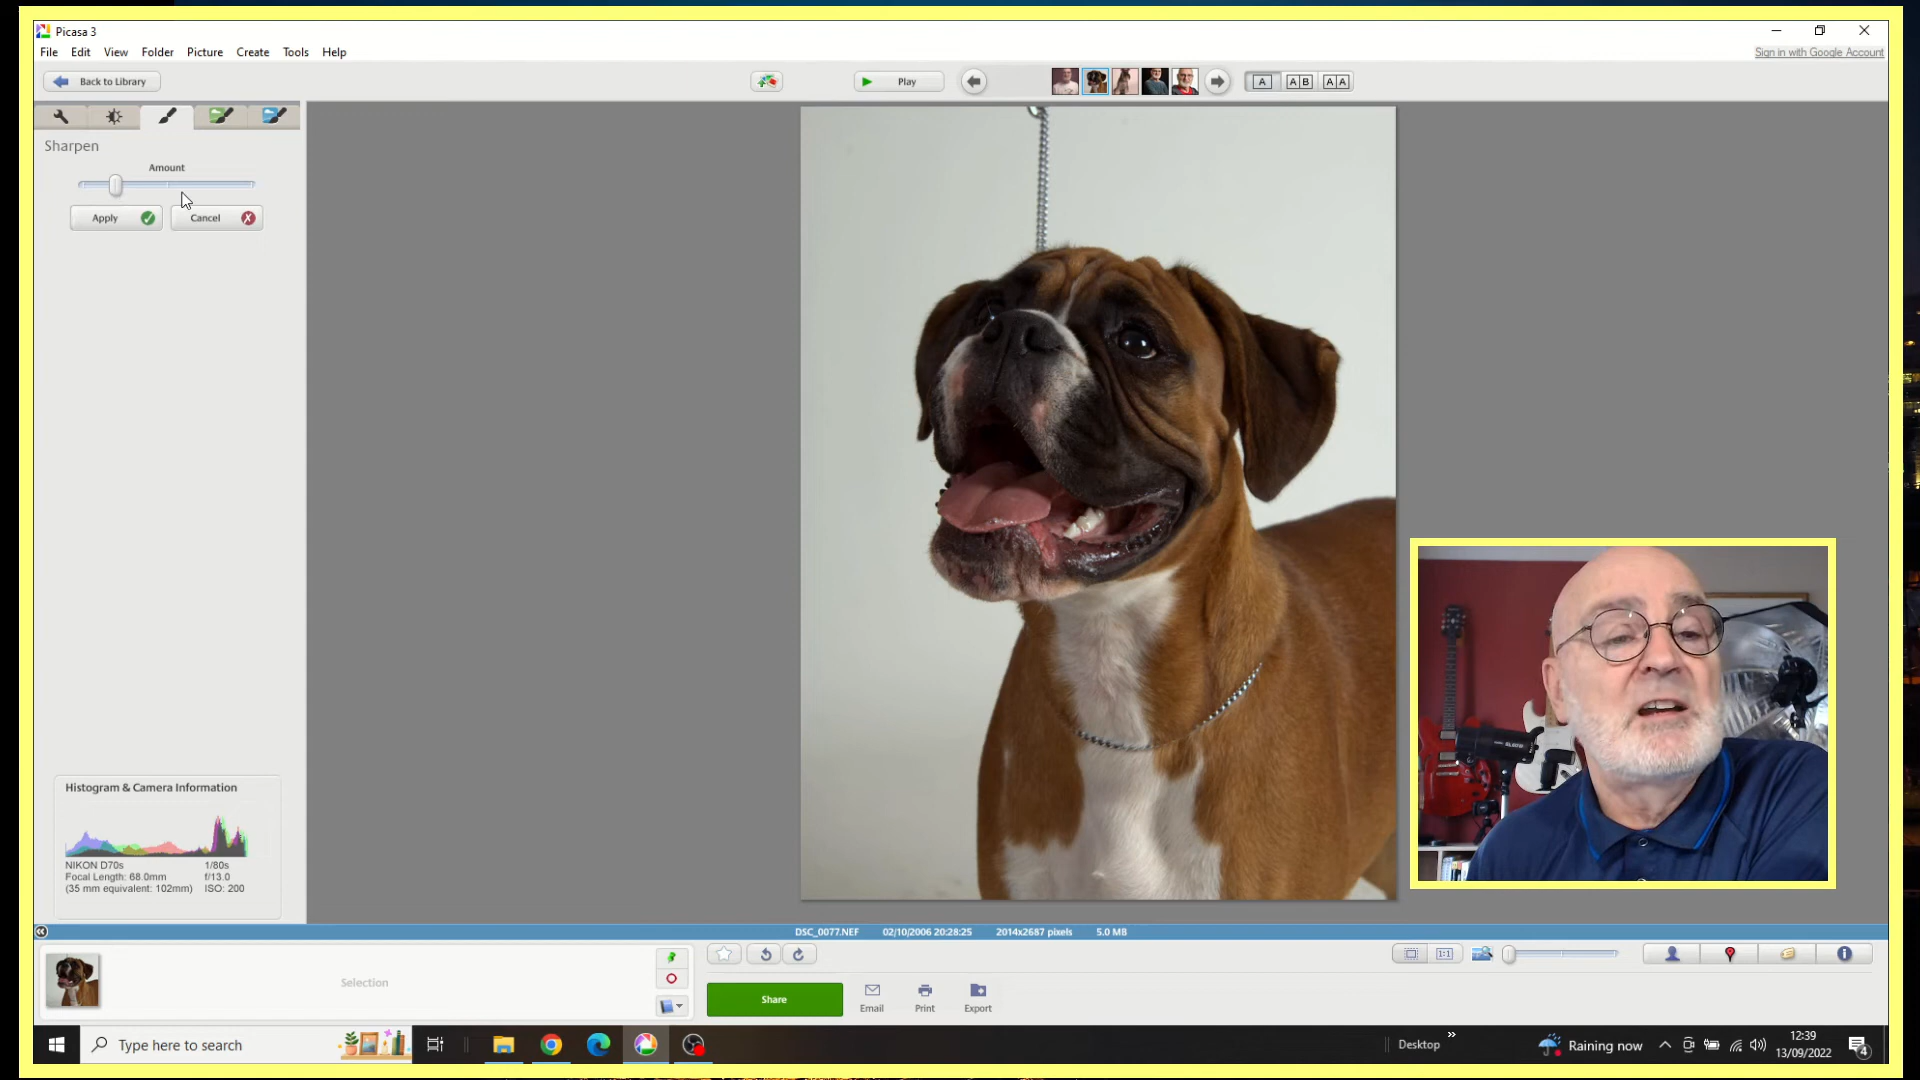 Picasa 3
File Edit View Folder Picture Create Tools Help
Sign in with Google Account
Back to Library
Play
A
A B
A A
Sharpen
Amount
Apply
Cancel
Histogram & Camera Information
NIKON D70s 1/80s
Focal Length: 68.0mm f/13.0
(35 mm equivalent: 102mm) ISO: 200
DSC_0077.NEF 02/10/2006 20:28:25 2014x2687 pixels 5.0 MB
Selection
1:1
Share
Email
Print
Export
Type here to search
Desktop
Raining now
12:39
13/09/2022
4